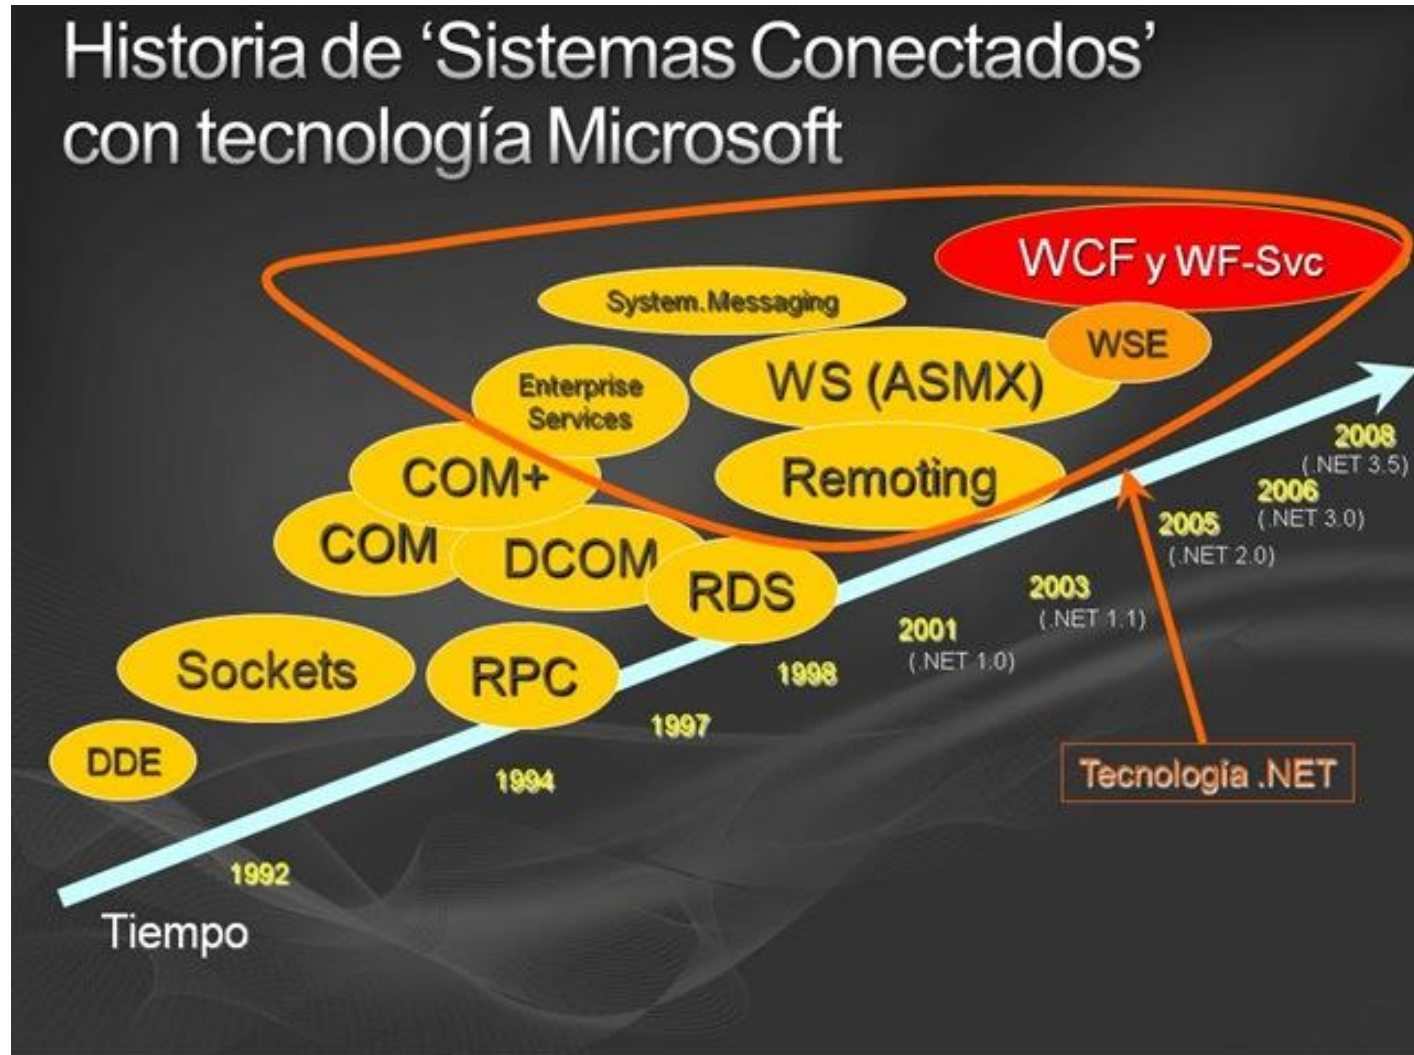 Historia de ‘Sistemas Conectados’
con tecnología Microsoft
WCF y WF-Svc
System.Messaging
WSE
WS (ASMX)
Enterprise
Services
COM+
Remoting
COM
DCOM
RDS
Sockets
RPC
DDE
2008
(.NET 3.5)
2006
(.NET 3.0)
2005
(.NET 2.0)
2003
(.NET 1.1)
2001
(.NET 1.0)
1998
1997
1994
1992
Tecnología .NET
Tiempo